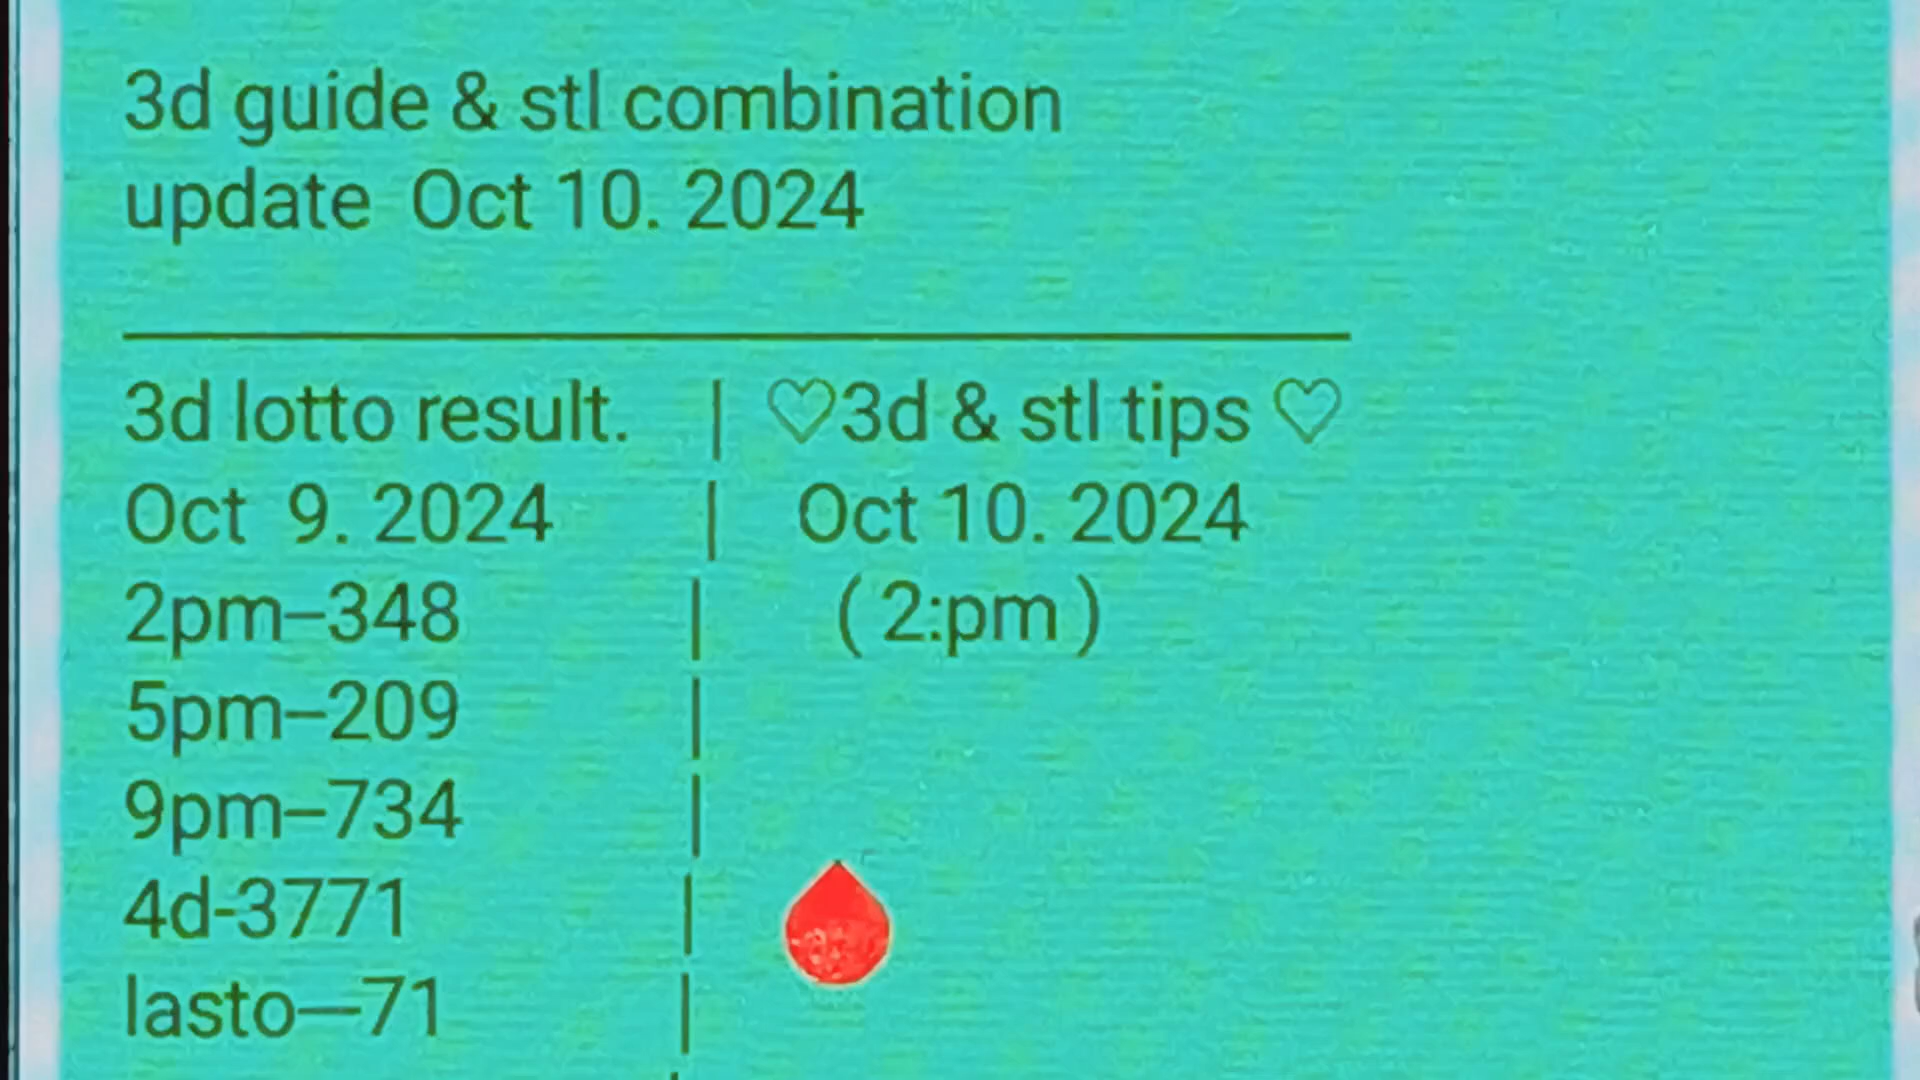 3d guide & stl combination
update Oct 10. 2024
3d lotto result. | ♡3d & stl tips ♡
Oct 9. 2024 | Oct 10. 2024
2pm–348 | ( 2:pm )
5pm–209 |
9pm–734 |
4d-3771 |
lasto—71 |